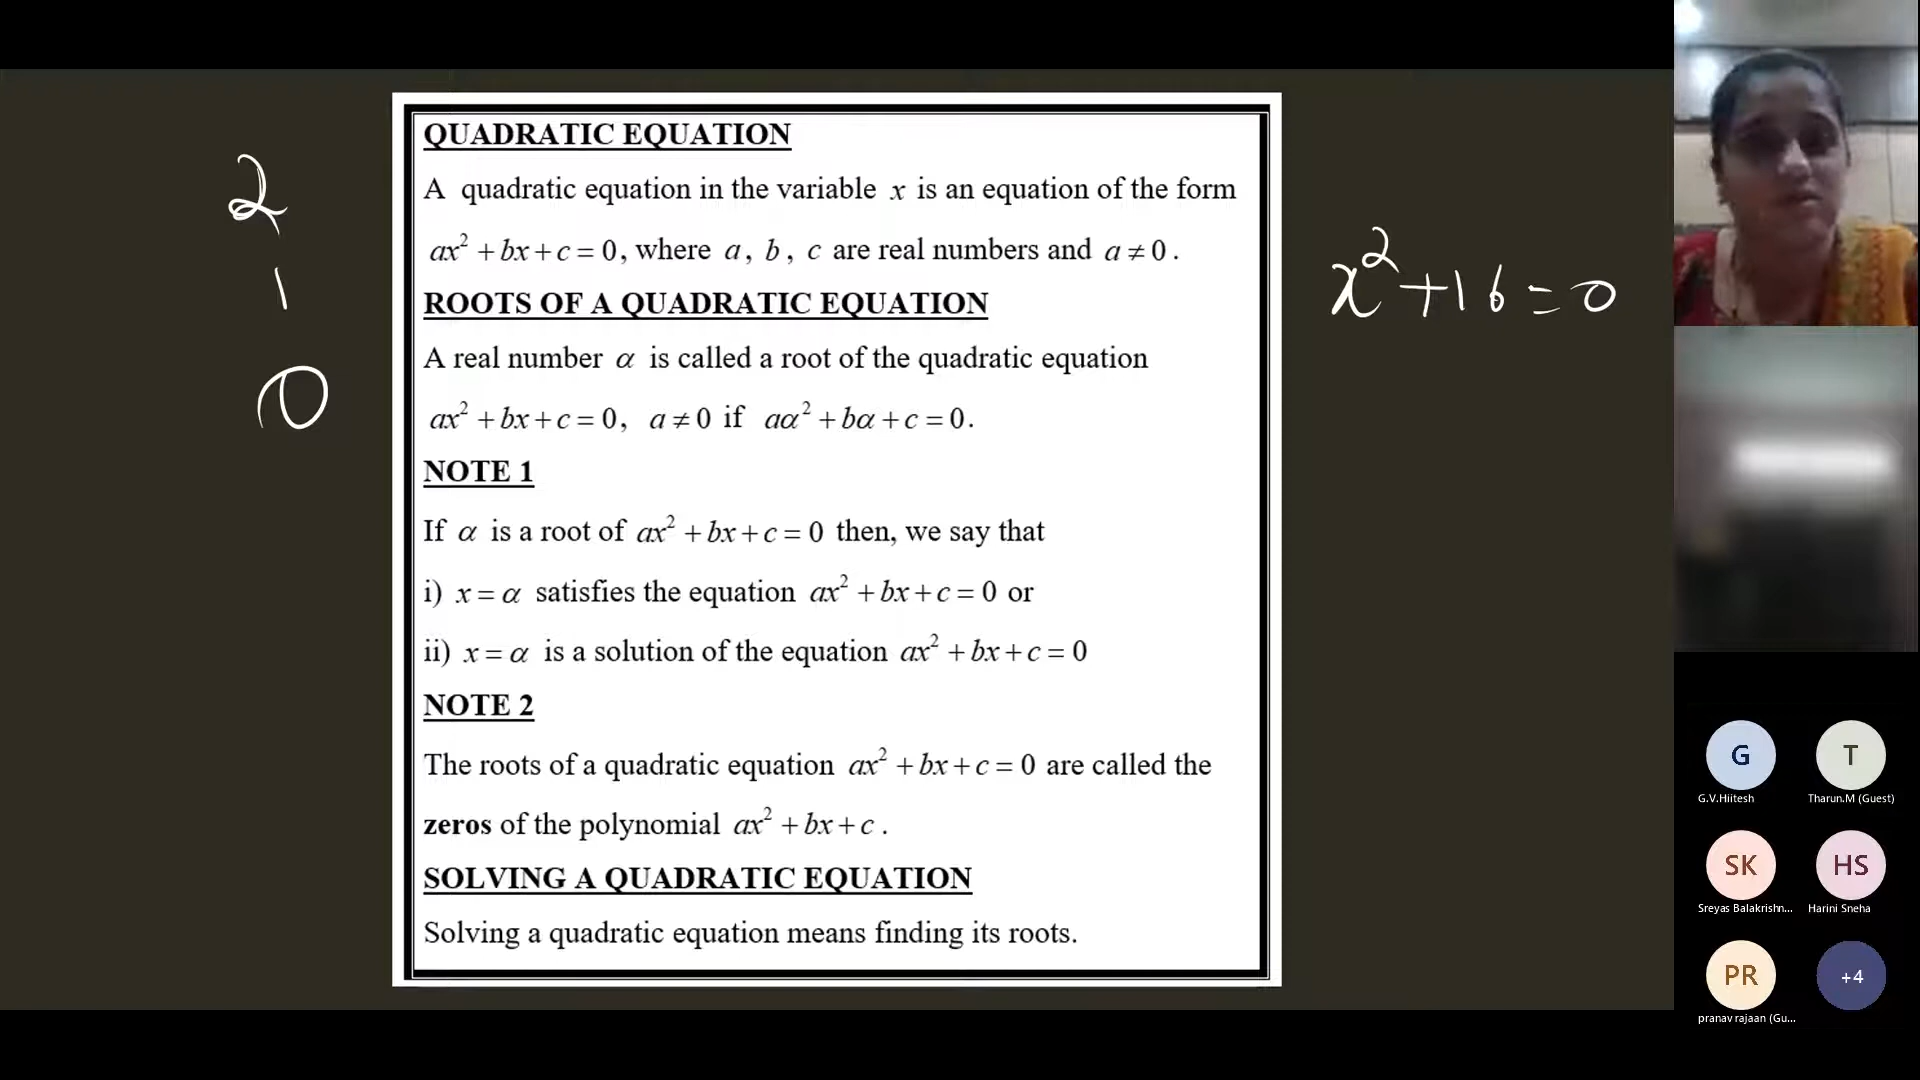 QUADRATIC EQUATION
A quadratic equation in the variable x is an equation of the form
ax² + bx + c = 0, where a, b, c are real numbers and a ≠ 0.
ROOTS OF A QUADRATIC EQUATION
A real number α is called a root of the quadratic equation
ax² + bx + c = 0, a ≠ 0 if aα² + bα + c = 0.
NOTE 1
If α is a root of ax² + bx + c = 0 then, we say that
i) x = α satisfies the equation ax² + bx + c = 0 or
ii) x = α is a solution of the equation ax² + bx + c = 0
NOTE 2
The roots of a quadratic equation ax² + bx + c = 0 are called the
zeros of the polynomial ax² + bx + c.
SOLVING A QUADRATIC EQUATION
Solving a quadratic equation means finding its roots.
2
1
0
x² + 16 = 0
G
G.V.Hiitesh
T
Tharun.M (Guest)
SK
Sreyas Balakrishn...
HS
Harini Sneha
PR
pranav rajaan (Gu...
+4